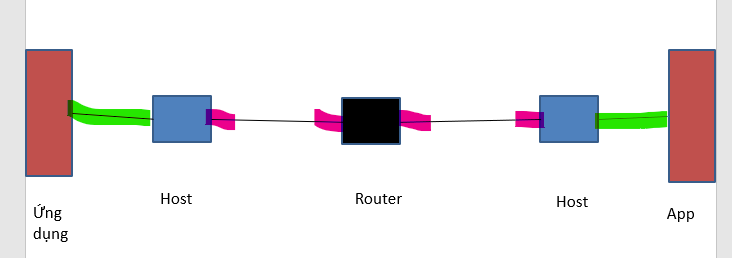 Host
Router
Host
Ứng
dụng
App